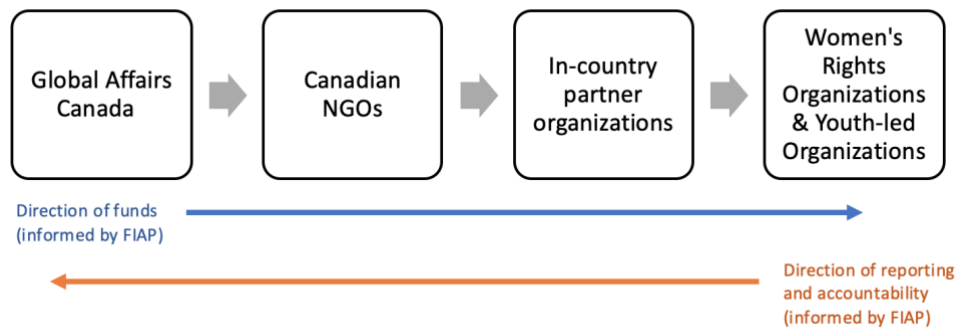 Global Affairs
Canada
Canadian
NGOs
In-country
partner
organizations
Women's
Rights
Organizations
& Youth-led
Organizations
Direction of funds
(informed by FIAP)
Direction of reporting
and accountability
(informed by FIAP)